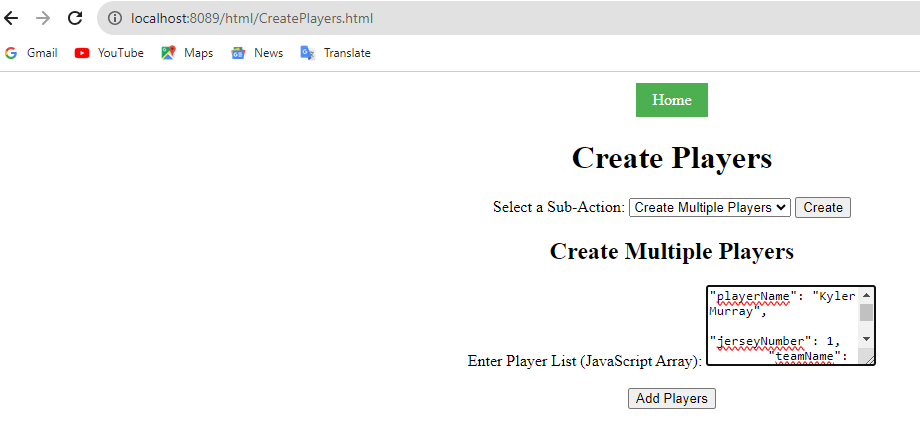 localhost:8089/html/CreatePlayers.html
Gmail YouTube Maps News Translate
Home
Create Players
Select a Sub-Action: Create Multiple Players Create
Create Multiple Players
Enter Player List (JavaScript Array):
"playerName": "Kyler
Murray",
"jerseyNumber": 1,
"teamName":
Add Players